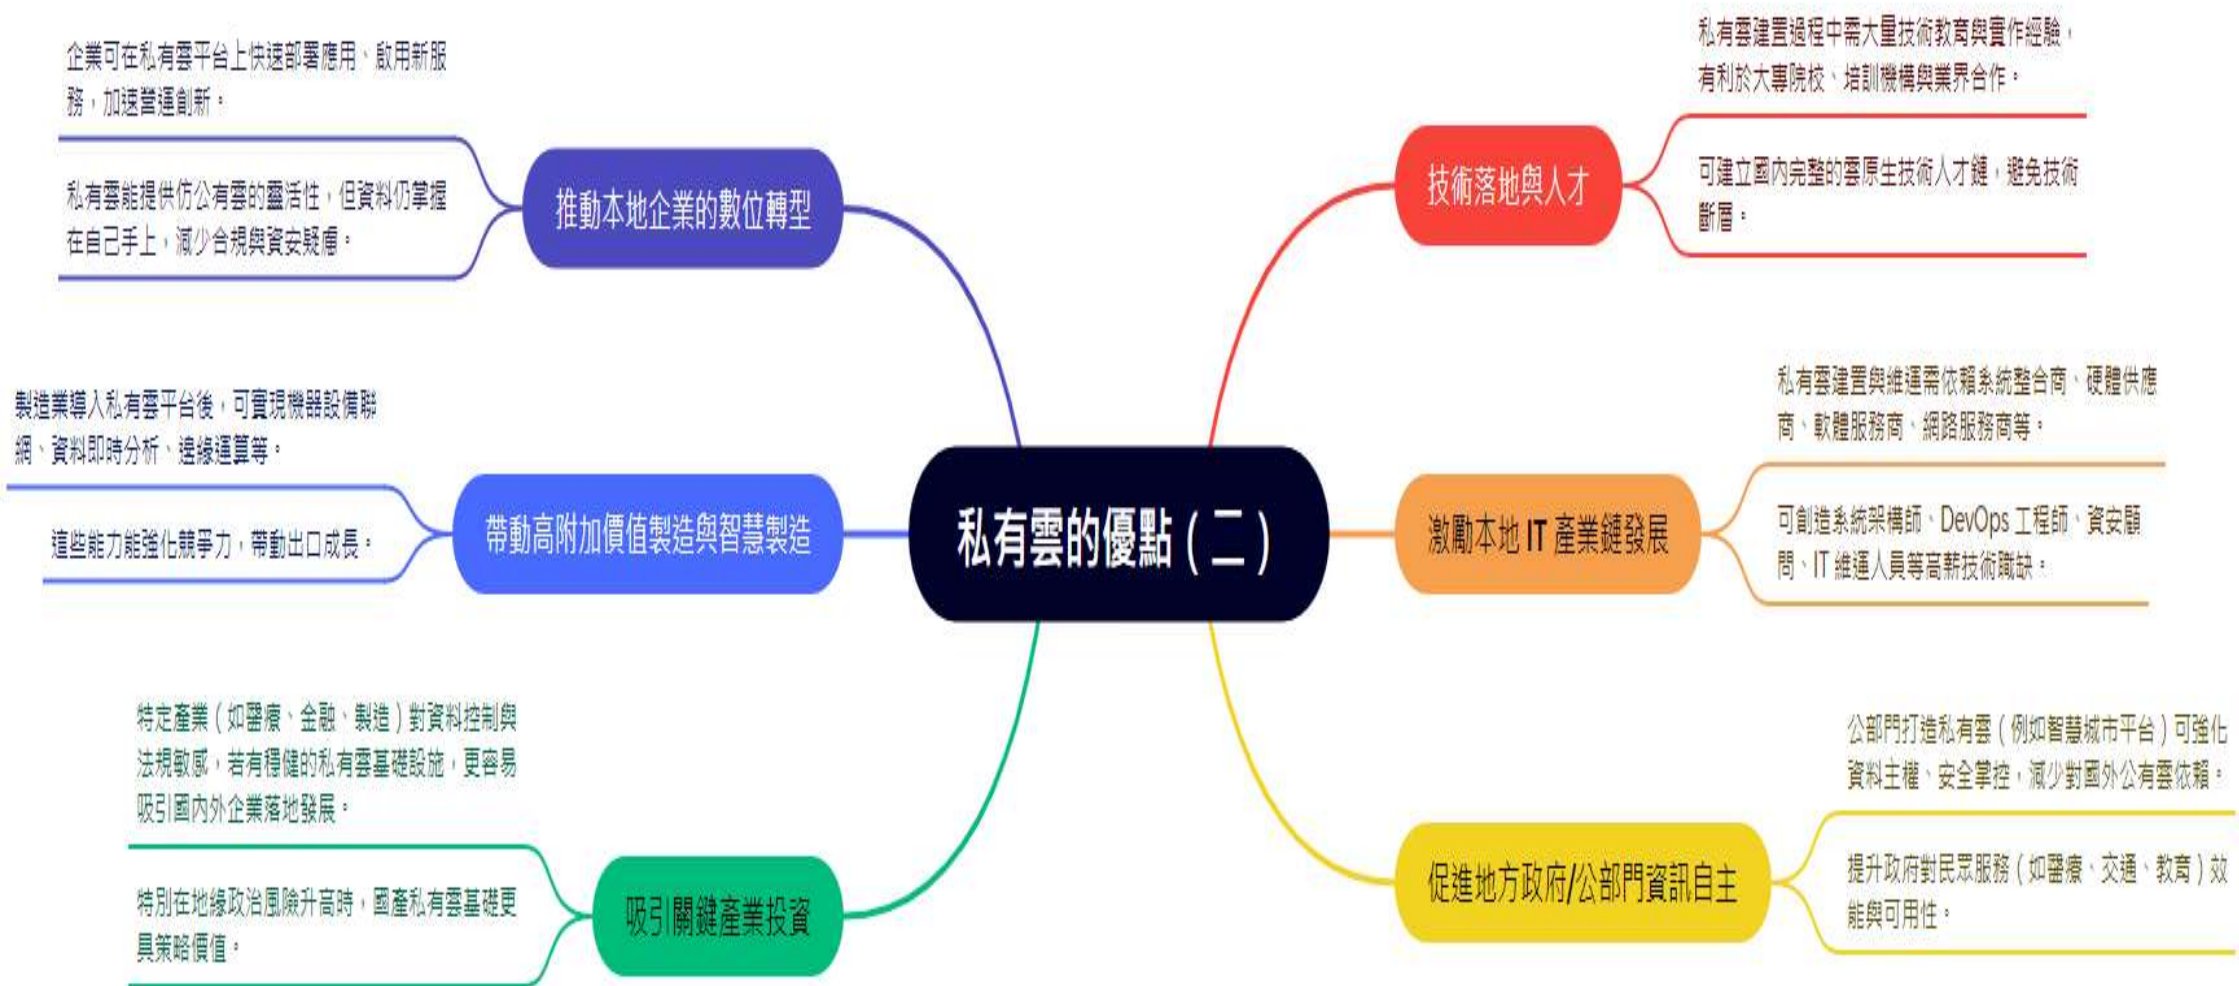 私有雲的優點（二）
技術落地與人才
私有雲建置過程中需大量技術教育與實作經驗，
有利於大專院校、培訓機構與業界合作。
可建立國內完整的雲原生技術人才鏈，避免技術
斷層。
激勵本地 IT 產業鏈發展
私有雲建置與維運需依賴系統整合商、硬體供應
商、軟體服務商、網路服務商等。
可創造系統架構師、DevOps 工程師、資安顧
問、IT 維運人員等高薪技術職缺。
促進地方政府/公部門資訊自主
公部門打造私有雲（例如智慧城市平台）可強化
資料主權、安全掌控，減少對國外公有雲依賴。
提升政府對民眾服務（如醫療、交通、教育）效
能與可用性。
推動本地企業的數位轉型
企業可在私有雲平台上快速部署應用、啟用新服
務，加速營運創新。
私有雲能提供仿公有雲的靈活性，但資料仍掌握
在自己手上，減少合規與資安疑慮。
帶動高附加價值製造與智慧製造
製造業導入私有雲平台後，可實現機器設備聯
網、資料即時分析、邊緣運算等。
這些能力能強化競爭力，帶動出口成長。
吸引關鍵產業投資
特定產業（如醫療、金融、製造）對資料控制與
法規敏感，若有穩健的私有雲基礎設施，更容易
吸引國內外企業落地發展。
特別在地緣政治風險升高時，國產私有雲基礎更
具策略價值。